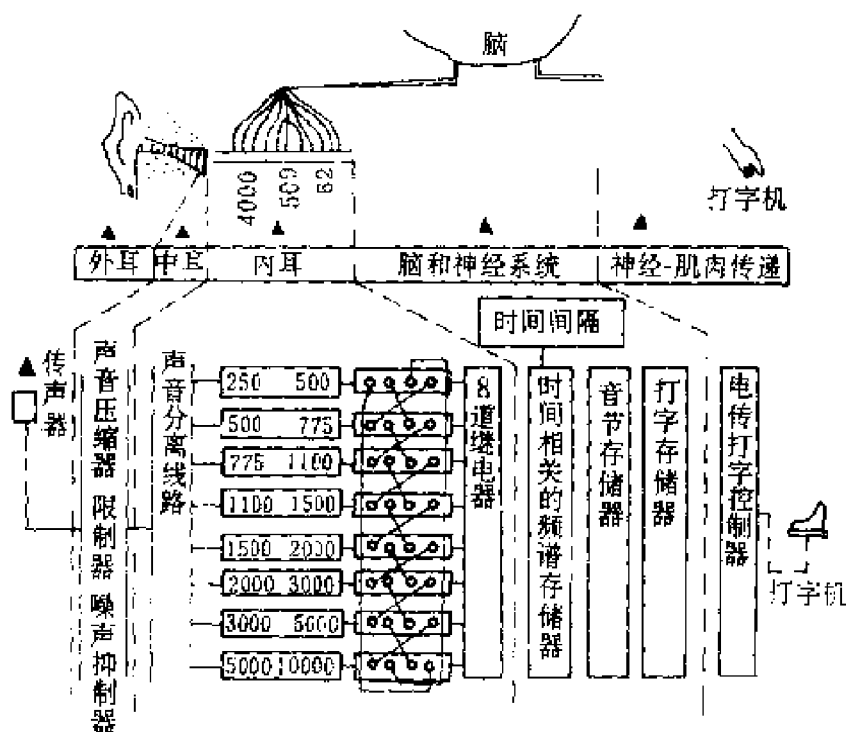 脑
4000
500
62
打字机
外耳
中耳
内耳
脑和神经系统
神经-肌肉传递
时间间隔
传声器
声音压缩器 限制器 噪声抑制器
声音分离线路
250 500
500 775
775 1100
1100 1500
1500 2000
2000 3000
3000 5000
5000 10000
8道继电器
时间相关的频谱存储器
音节存储器
打字存储器
电传打字控制器
打字机